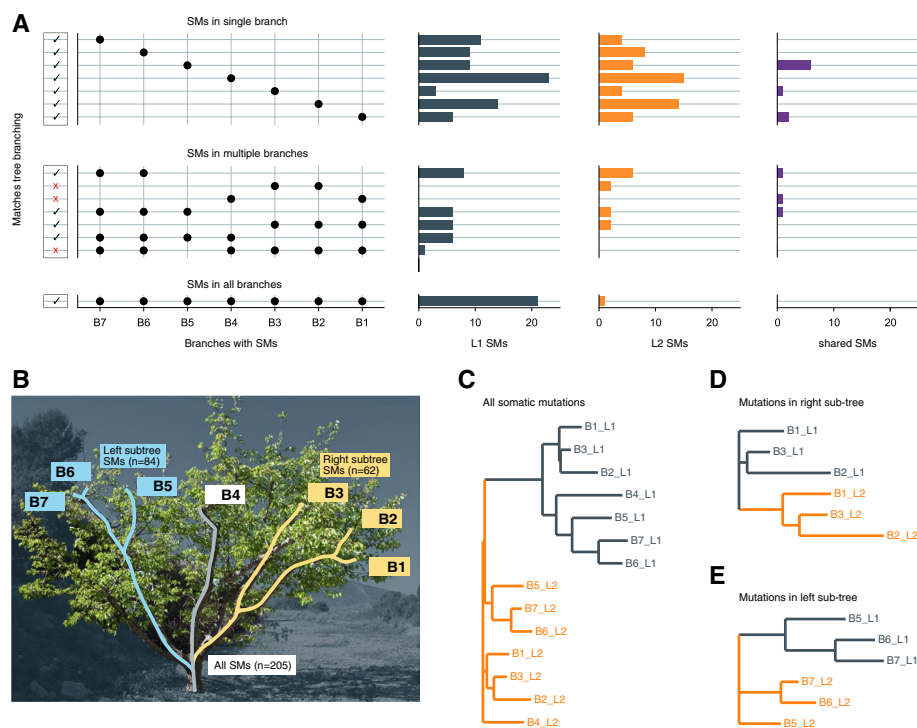 A
SMs in single branch
✓
✓
✓
✓
✓
✓
✓
Matches tree branching
SMs in multiple branches
✓
x
x
✓
✓
✓
x
SMs in all branches
✓
B7 B6 B5 B4 B3 B2 B1
Branches with SMs
0 10 20
L1 SMs
0 10 20
L2 SMs
0 10 20
shared SMs
B
B6
B7
Left subtree
SMs (n=84)
B5
B4
Right subtree
SMs (n=62)
B3
B2
B1
All SMs (n=205)
C
All somatic mutations
B1_L1
B3_L1
B2_L1
B4_L1
B5_L1
B7_L1
B6_L1
B5_L2
B7_L2
B6_L2
B1_L2
B3_L2
B2_L2
B4_L2
D
Mutations in right sub-tree
B1_L1
B3_L1
B2_L1
B1_L2
B3_L2
B2_L2
E
Mutations in left sub-tree
B5_L1
B6_L1
B7_L1
B7_L2
B6_L2
B5_L2